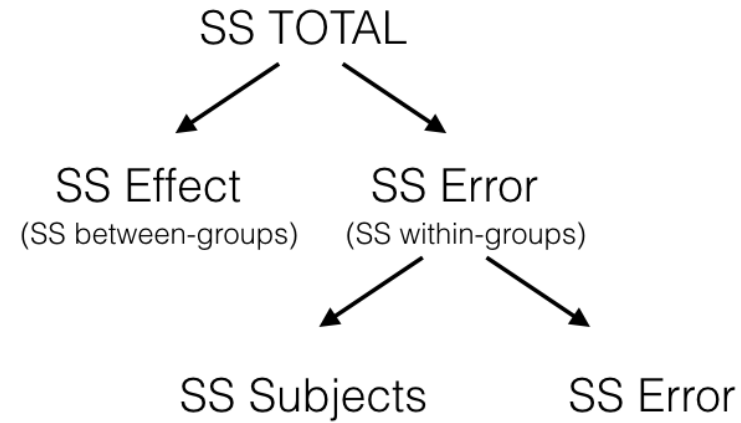 SS TOTAL
SS Effect
(SS between-groups)
SS Error
(SS within-groups)
SS Subjects
SS Error